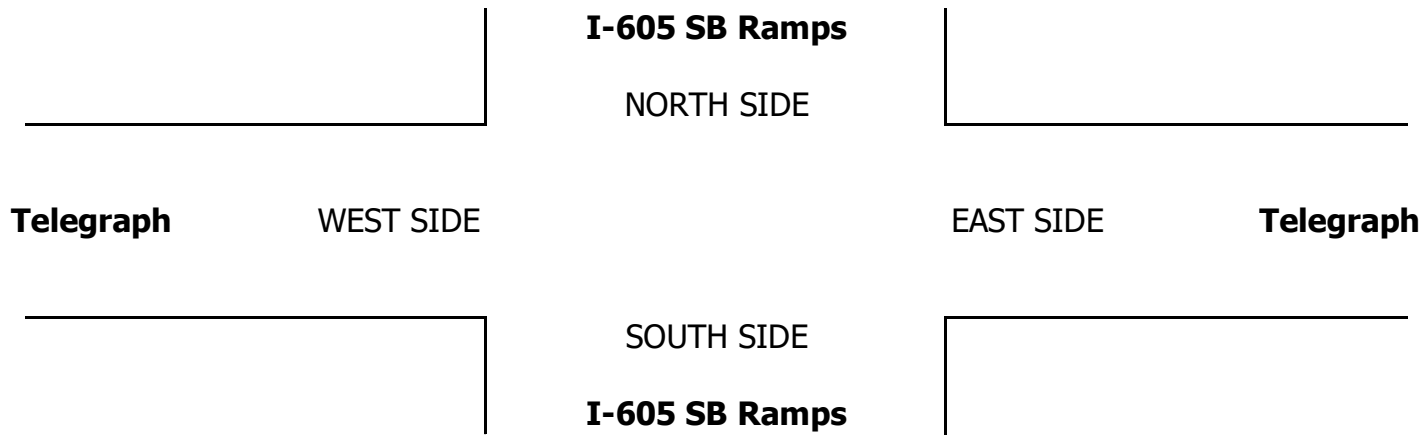 I-605 SB Ramps
NORTH SIDE
Telegraph WEST SIDE EAST SIDE Telegraph
SOUTH SIDE
I-605 SB Ramps